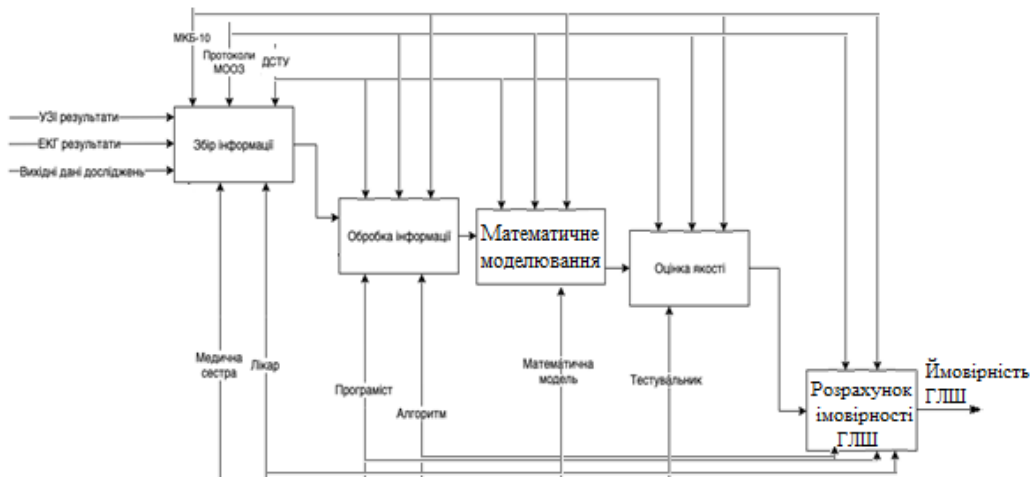 МКБ-10
Протоколи
МООЗ
ДСТУ
УЗІ результати
ЕКГ результати
Вихідні дані досліджень
Збір інформації
Обробка інформації
Математичне
моделювання
Оцінка якості
Медична
сестра
Лікар
Програміст
Алгоритм
Математична
модель
Тестувальник
Розрахунок
імовірності
ГЛШ
Ймовірність
ГЛШ